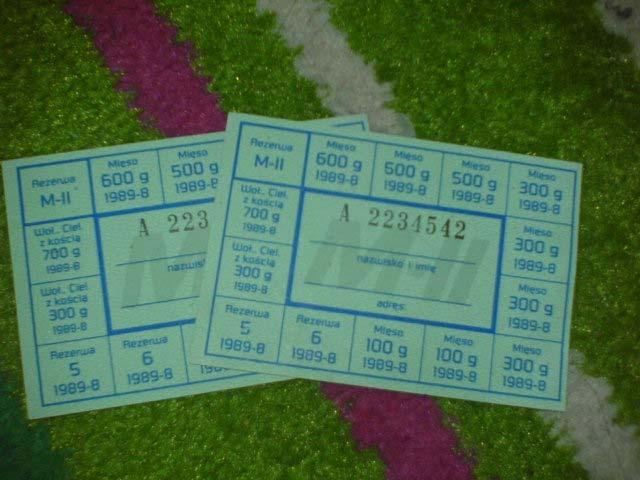 Rezerwa
M-II
Mięso
600 g
1989-8
Mięso
500 g
1989-8
Woł., Ciel.
z kością
700 g
1989-8
A 223
nazwisk
Woł., Ciel.
z kością
300 g
1989-8
Rezerwa
5
1989-8
Rezerwa
6
1989-8
Rezerwa
M-II
Mięso
600 g
1989-8
Mięso
500 g
1989-8
Mięso
500 g
1989-8
Mięso
300 g
1989-8
Woł., Ciel.
z kością
700 g
1989-8
A 2234542
nazwisko i imię
adres:
Mięso
300 g
1989-8
Woł., Ciel.
z kością
300 g
1989-8
Mięso
300 g
1989-8
Rezerwa
5
1989-8
Rezerwa
6
1989-8
Mięso
100 g
1989-8
Mięso
100 g
1989-8
Mięso
300 g
1989-8